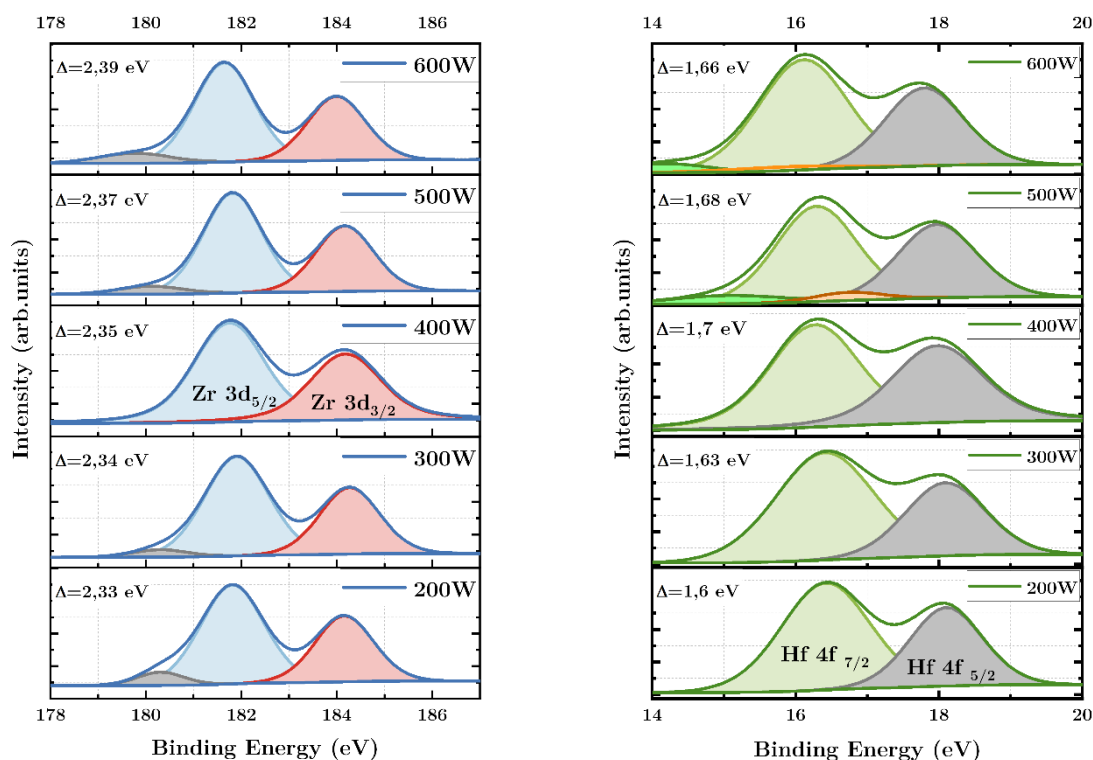 178 180 182 184 186
Δ=2,39 eV
600W
Δ=2,37 cV
500W
Δ=2,35 eV
400W
Zr 3d5/2
Zr 3d3/2
Δ=2,34 cV
300W
Δ=2,33 eV
200W
178 180 182 184 186
Binding Energy (eV)
Intensity (arb.units)
14 16 18 20
Δ=1,66 eV
600W
Δ=1,68 eV
500W
Δ=1,7 eV
400W
Δ=1,63 eV
300W
Δ=1,6 eV
200W
Hf 4f 7/2
Hf 4f 5/2
14 16 18 20
Binding Energy (eV)
Intensity (arb.units)